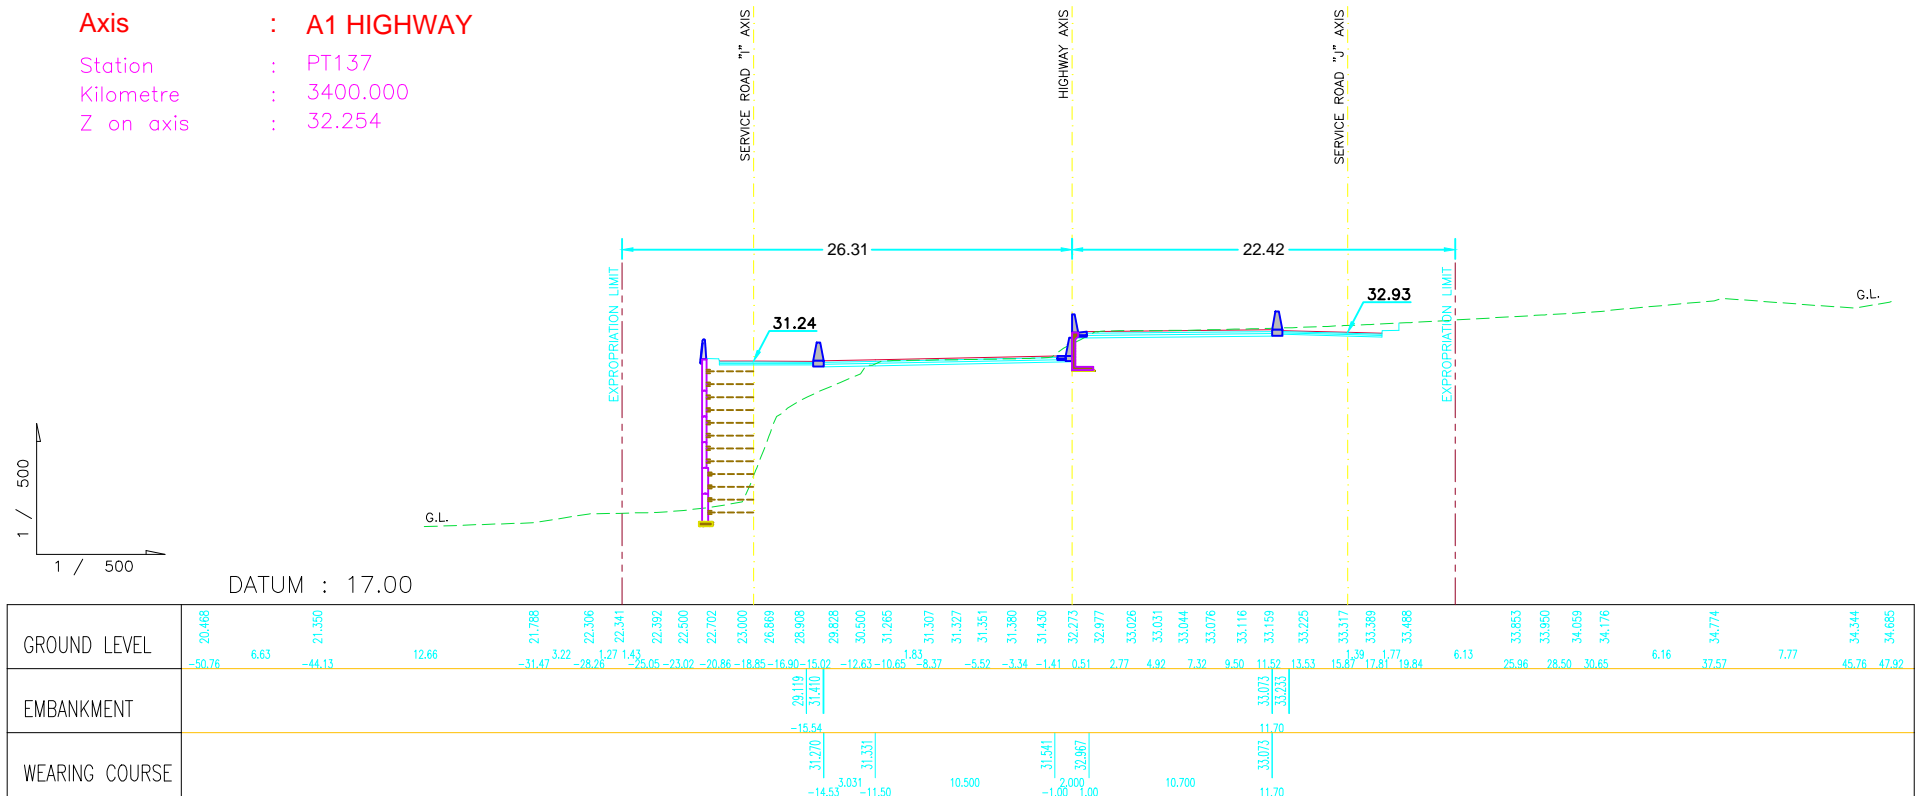 Axis : A1 HIGHWAY
Station : PT137
Kilometre : 3400.000
Z on axis : 32.254
SERVICE ROAD "I" AXIS
HIGHWAY AXIS
SERVICE ROAD "J" AXIS
26.31
22.42
EXPROPRIATION LIMIT
EXPROPRIATION LIMIT
31.24
32.93
G.L.
G.L.
1 / 500
1 / 500
DATUM : 17.00
GROUND LEVEL
20.468 21.350 21.788 22.306 22.341 22.392 22.500 22.702 23.000 26.869 28.908 29.828 30.500 31.265 31.307 31.327 31.351 31.380 31.430 32.273 32.977 33.026 33.031 33.044 33.076 33.116 33.159 33.225 33.317 33.389 33.488 33.853 33.950 34.059 34.176 34.774 34.344 34.685
6.63 12.66 3.22 1.27 1.43 1.83 1.39 1.77 6.13 6.16 7.77
-50.76 -44.13 -31.47 -28.26 -25.05 -23.02 -20.86 -18.85 -16.90 -15.02 -12.63 -10.65 -8.37 -5.52 -3.34 -1.41 0.51 2.77 4.92 7.32 9.50 11.52 13.53 15.81 17.81 19.84 25.96 28.50 30.65 37.57 45.76 47.92
EMBANKMENT
29.119 31.410 33.073 33.233
-15.54 11.70
WEARING COURSE
31.270 31.331 31.541 32.967 33.073
3.031 10.500 2.000 10.700
-14.53 -11.50 -1.00 1.00 11.70